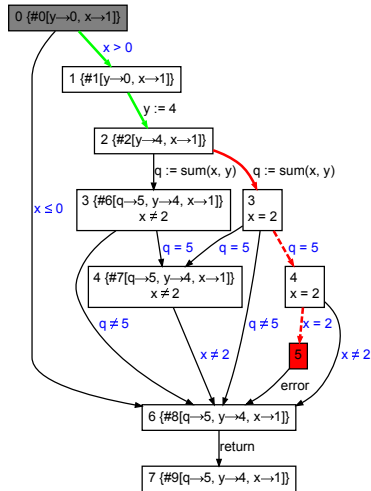 0 {#0[y→0, x→1]}
x > 0
1 {#1[y→0, x→1]}
y := 4
2 {#2[y→4, x→1]}
q := sum(x, y) q := sum(x, y)
3 {#6[q→5, y→4, x→1]}
x ≠ 2
3
x = 2
x ≤ 0
q = 5 q = 5 q = 5
4 {#7[q→5, y→4, x→1]}
x ≠ 2
4
x = 2
q ≠ 5 q ≠ 5 x = 2
x ≠ 2 5 x ≠ 2
error
6 {#8[q→5, y→4, x→1]}
return
7 {#9[q→5, y→4, x→1]}